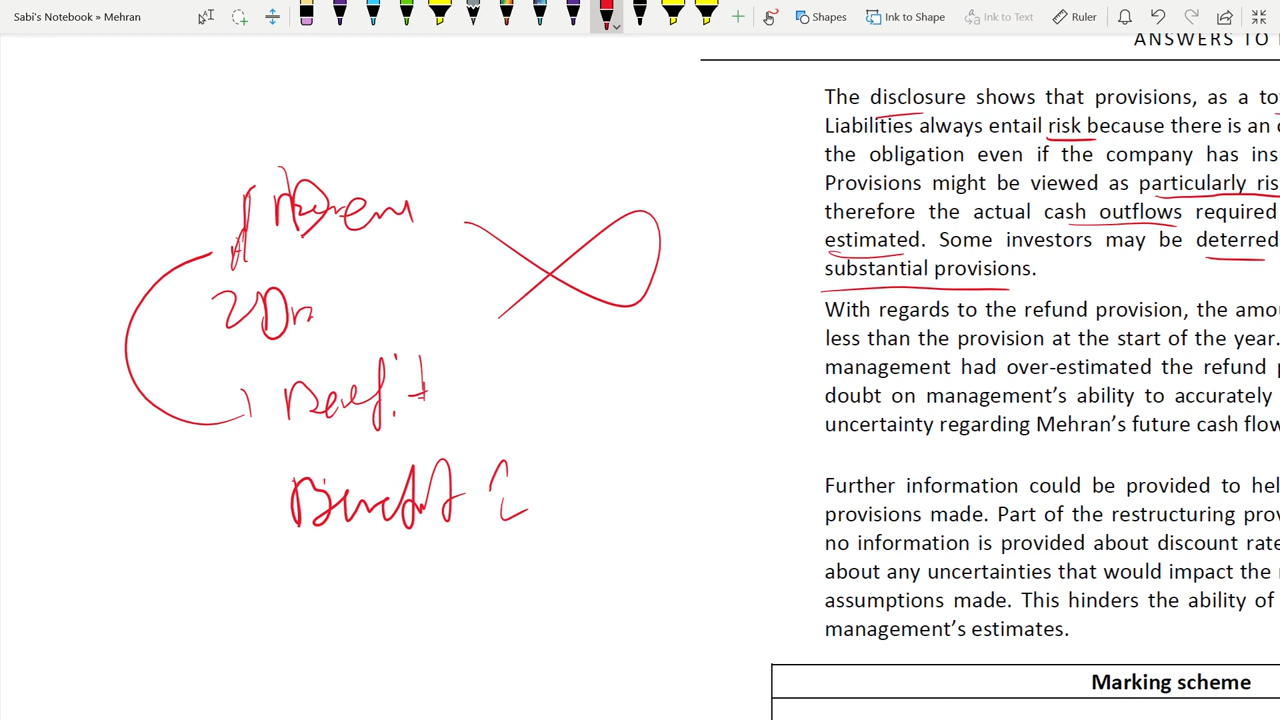 Sabi's Notebook » Mehran
Shapes
Ink to Shape
Ink to Text
Ruler
ANSWERS TO
The disclosure shows that provisions, as a to
Liabilities always entail risk because there is an
the obligation even if the company has ins
Provisions might be viewed as particularly ris
therefore the actual cash outflows required
estimated. Some investors may be deterred
substantial provisions.
With regards to the refund provision, the amou
less than the provision at the start of the year.
management had over-estimated the refund p
doubt on management's ability to accurately
uncertainty regarding Mehran's future cash flow
Further information could be provided to hel
provisions made. Part of the restructuring prov
no information is provided about discount rate
about any uncertainties that would impact the
assumptions made. This hinders the ability of
management's estimates.
Marking scheme